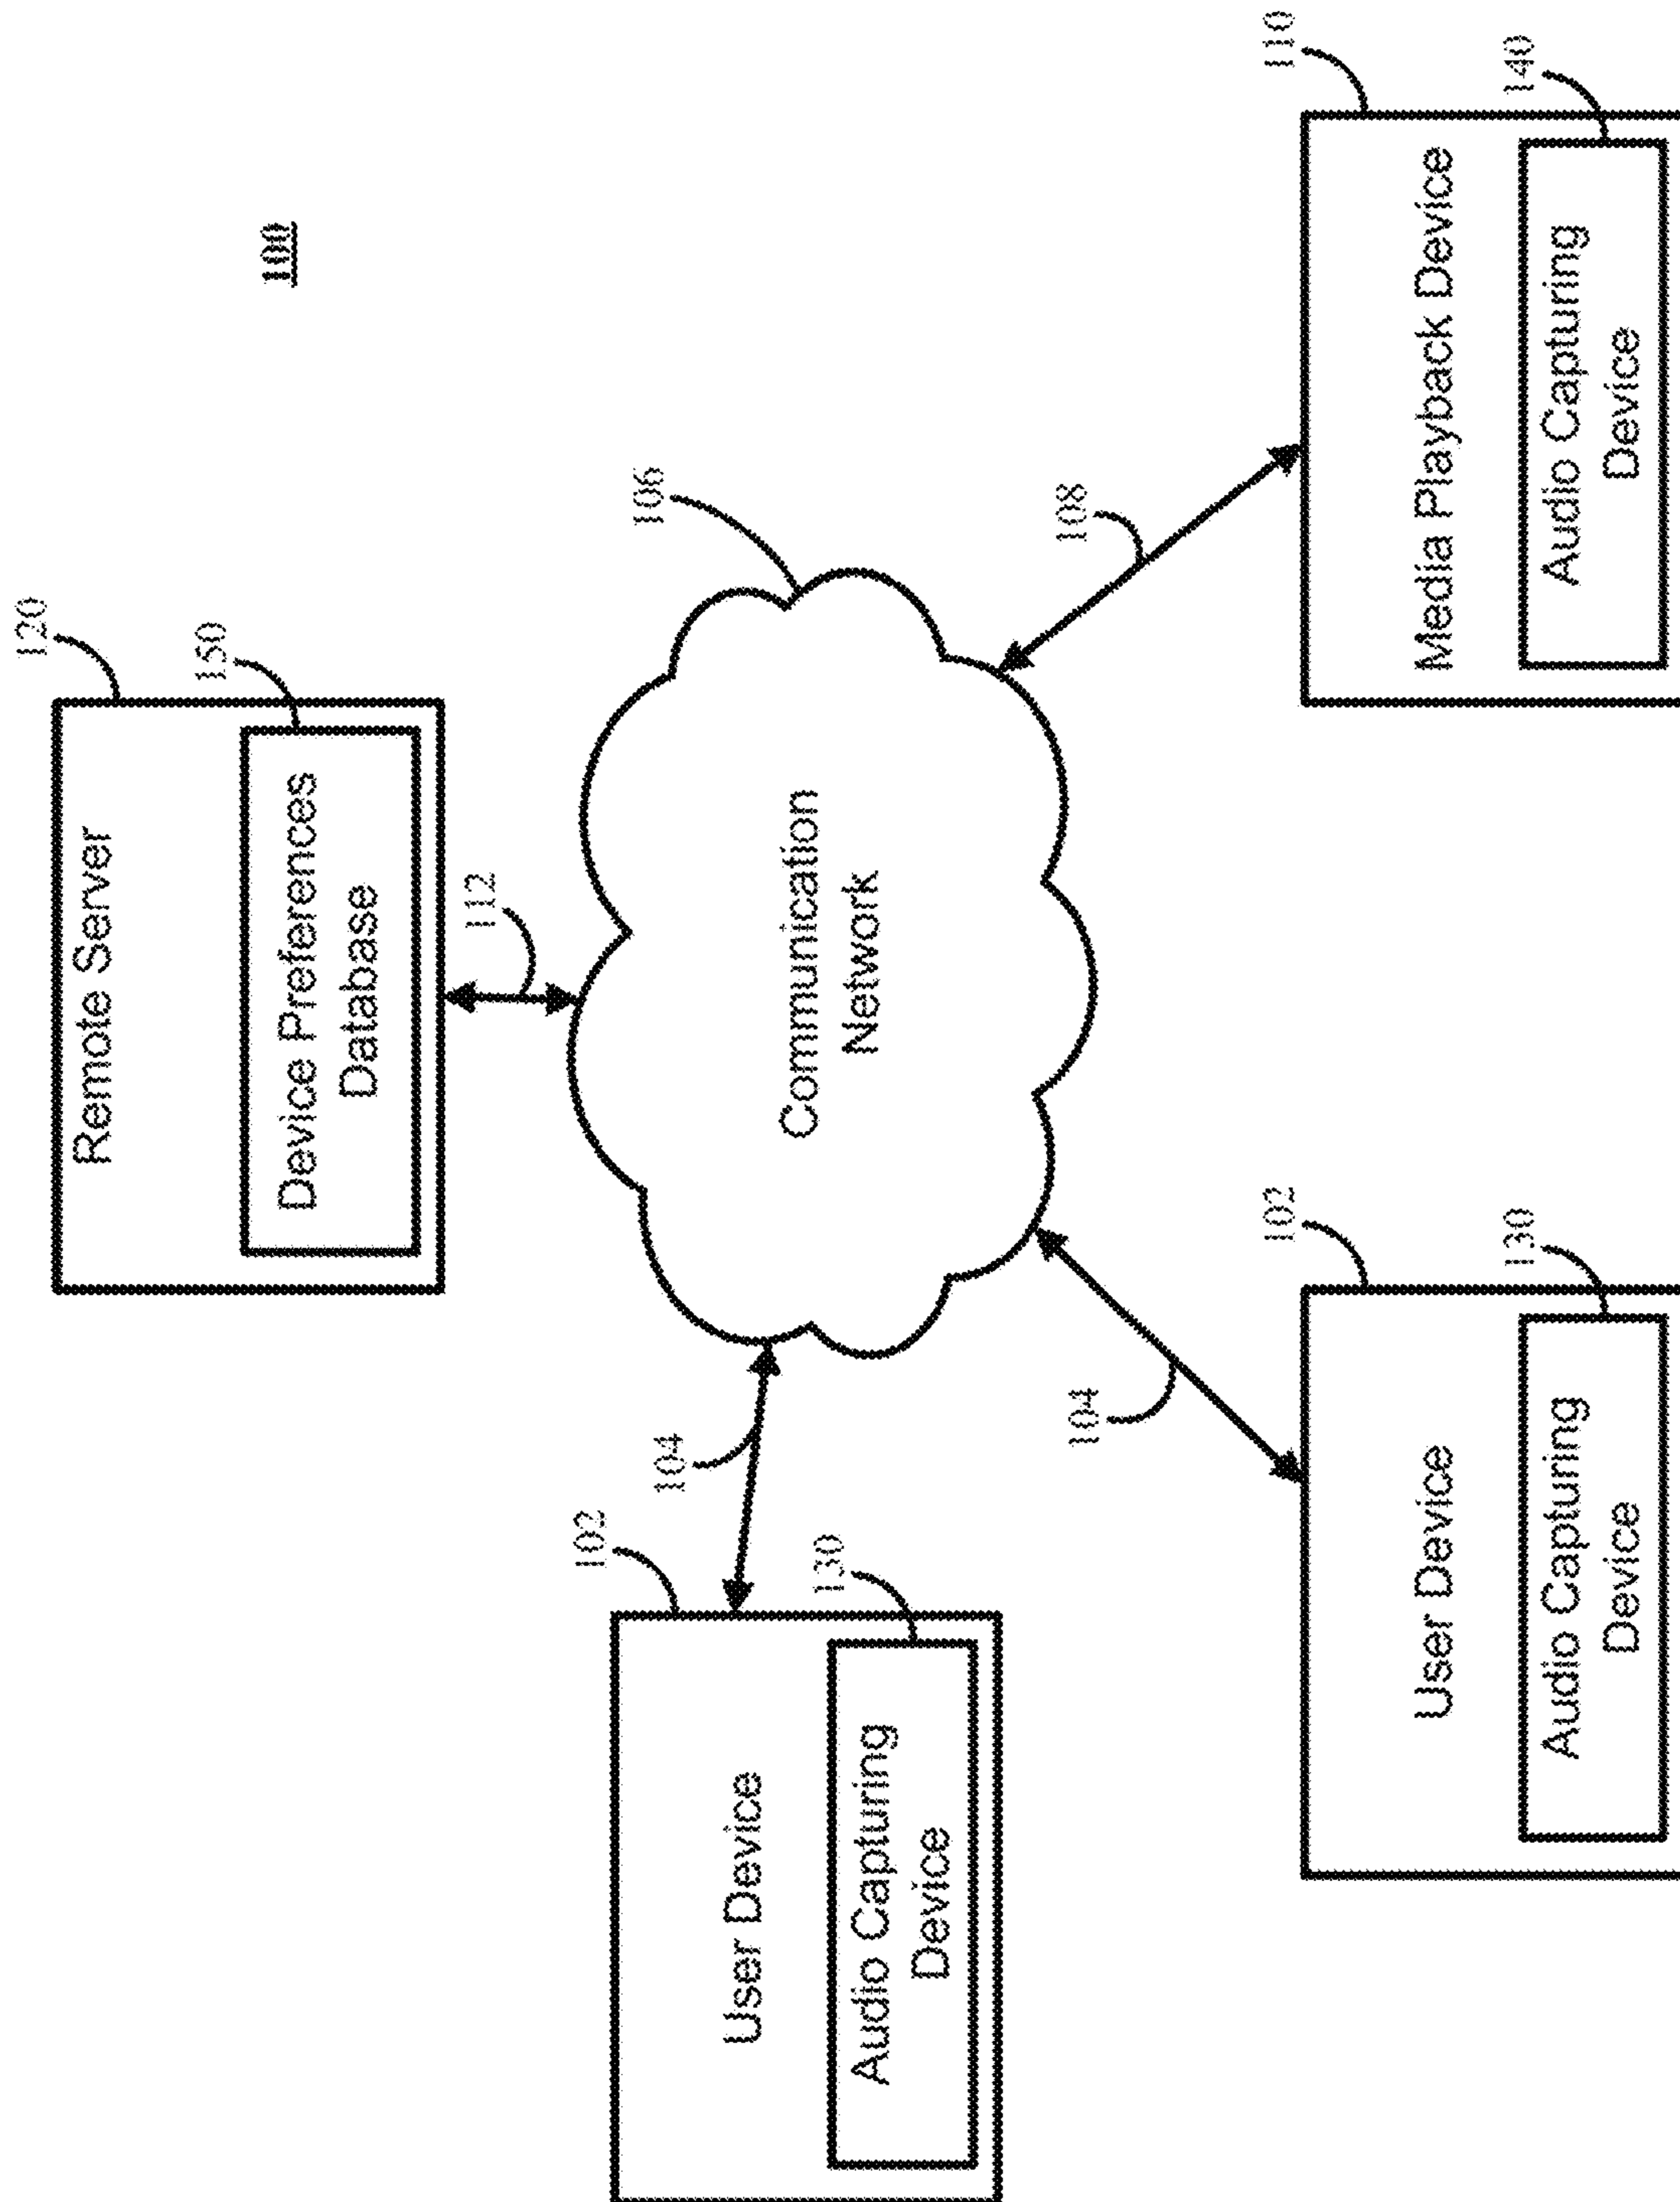 100
120
Remote Server
150
Device Preferences
Database
112
106
Communication
Network
104
102
User Device
130
Audio Capturing
Device
104
102
User Device
130
Audio Capturing
Device
108
110
Media Playback Device
140
Audio Capturing
Device